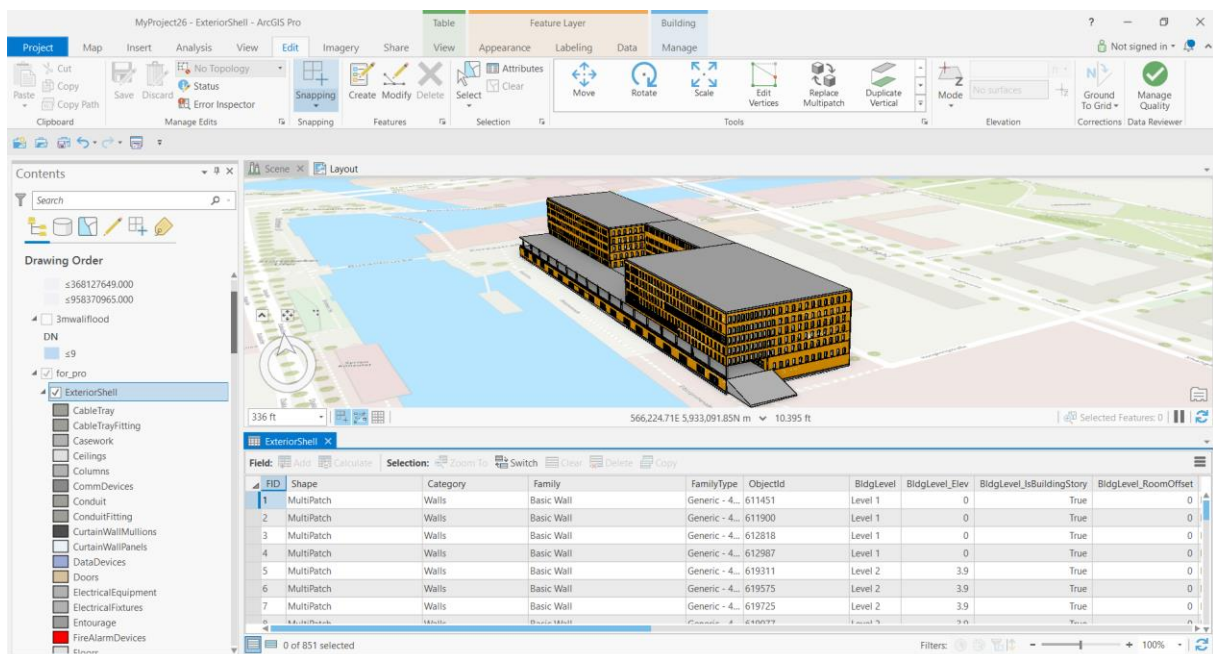 MyProject26 - ExteriorShell - ArcGIS Pro
Table
Feature Layer
Building
?
Project Map Insert Analysis View Edit Imagery Share View Appearance Labeling Data Manage
Not signed in
Cut
Copy
Copy Path
Paste
Clipboard
Save Discard
No Topology
Status
Error Inspector
Manage Edits
Snapping
Snapping
Create Modify Delete
Features
Select
Attributes
Clear
Selection
Move Rotate Scale
Edit Vertices
Replace Multipatch
Duplicate Vertical
Tools
Mode
Z
No surfaces
Elevation
N
Ground To Grid
Corrections
Manage Quality
Data Reviewer
Contents
Search
Drawing Order
≤368127649.000
≤958370965.000
3mwaliflood
DN
≤9
for_pro
ExteriorShell
CableTray
CableTrayFitting
Casework
Ceilings
Columns
CommDevices
Conduit
ConduitFitting
CurtainWallMullions
CurtainWallPanels
DataDevices
Doors
ElectricalEquipment
ElectricalFixtures
Entourage
FireAlarmDevices
Floors
Scene Layout
336 ft
566,224.71E 5,933,091.85N m 10.395 ft
Selected Features: 0
ExteriorShell
Field: Add Calculate Selection: Zoom To Switch Clear Delete Copy
FID Shape Category Family FamilyType ObjectId BldgLevel BldgLevel_Elev BldgLevel_IsBuildingStory BldgLevel_RoomOffset
1 MultiPatch Walls Basic Wall Generic - 4... 611451 Level 1 0 True 0
2 MultiPatch Walls Basic Wall Generic - 4... 611900 Level 1 0 True 0
3 MultiPatch Walls Basic Wall Generic - 4... 612818 Level 1 0 True 0
4 MultiPatch Walls Basic Wall Generic - 4... 612987 Level 1 0 True 0
5 MultiPatch Walls Basic Wall Generic - 4... 619311 Level 2 3.9 True 0
6 MultiPatch Walls Basic Wall Generic - 4... 619575 Level 2 3.9 True 0
7 MultiPatch Walls Basic Wall Generic - 4... 619725 Level 2 3.9 True 0
0 of 851 selected
Filters:
100%